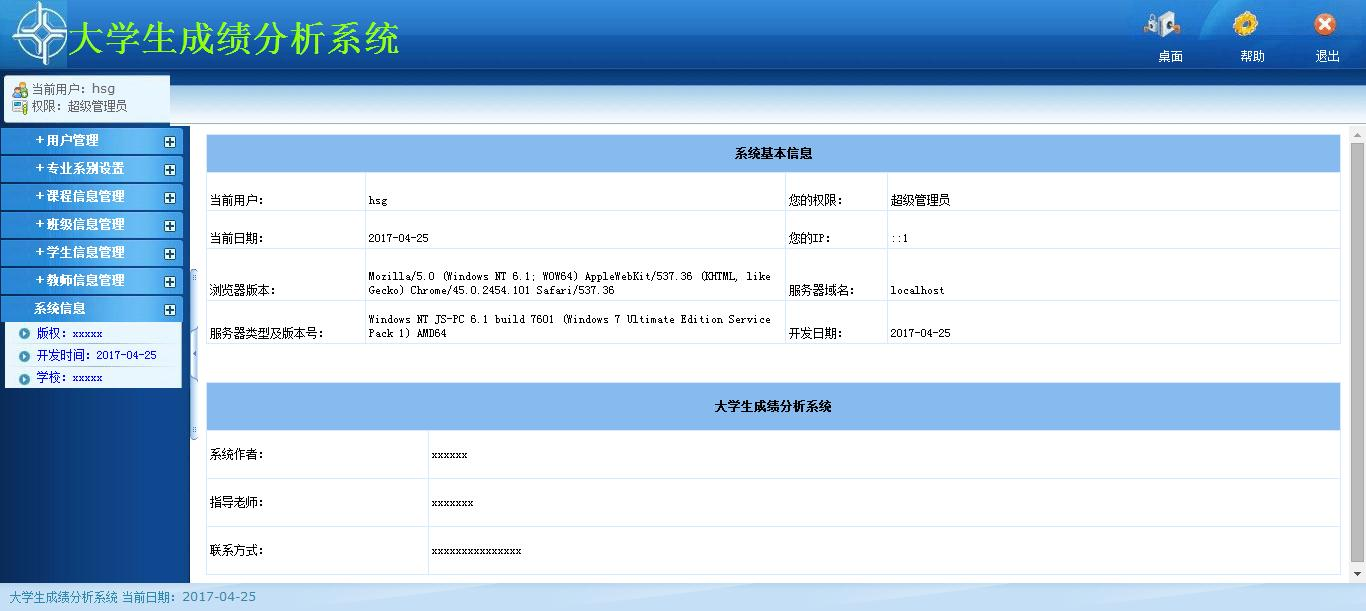 大学生成绩分析系统
桌面 帮助 退出
当前用户：hsg
权限：超级管理员
+用户管理
+专业系别设置
+课程信息管理
+班级信息管理
+学生信息管理
+教师信息管理
系统信息
版权：xxxxx
开发时间：2017-04-25
学校：xxxxx
系统基本信息
当前用户： hsg 您的权限： 超级管理员
当前日期： 2017-04-25 您的IP： ::1
浏览器版本： Mozilla/5.0 (Windows NT 6.1; WOW64) AppleWebKit/537.36 (KHTML, like
Gecko) Chrome/45.0.2454.101 Safari/537.36 服务器域名： localhost
服务器类型及版本号： Windows NT JS-PC 6.1 build 7601 (Windows 7 Ultimate Edition Service
Pack 1) AMD64 开发日期： 2017-04-25
大学生成绩分析系统
系统作者： xxxxxx
指导老师： xxxxxxx
联系方式： xxxxxxxxxxxxxxx
大学生成绩分析系统 当前日期：2017-04-25